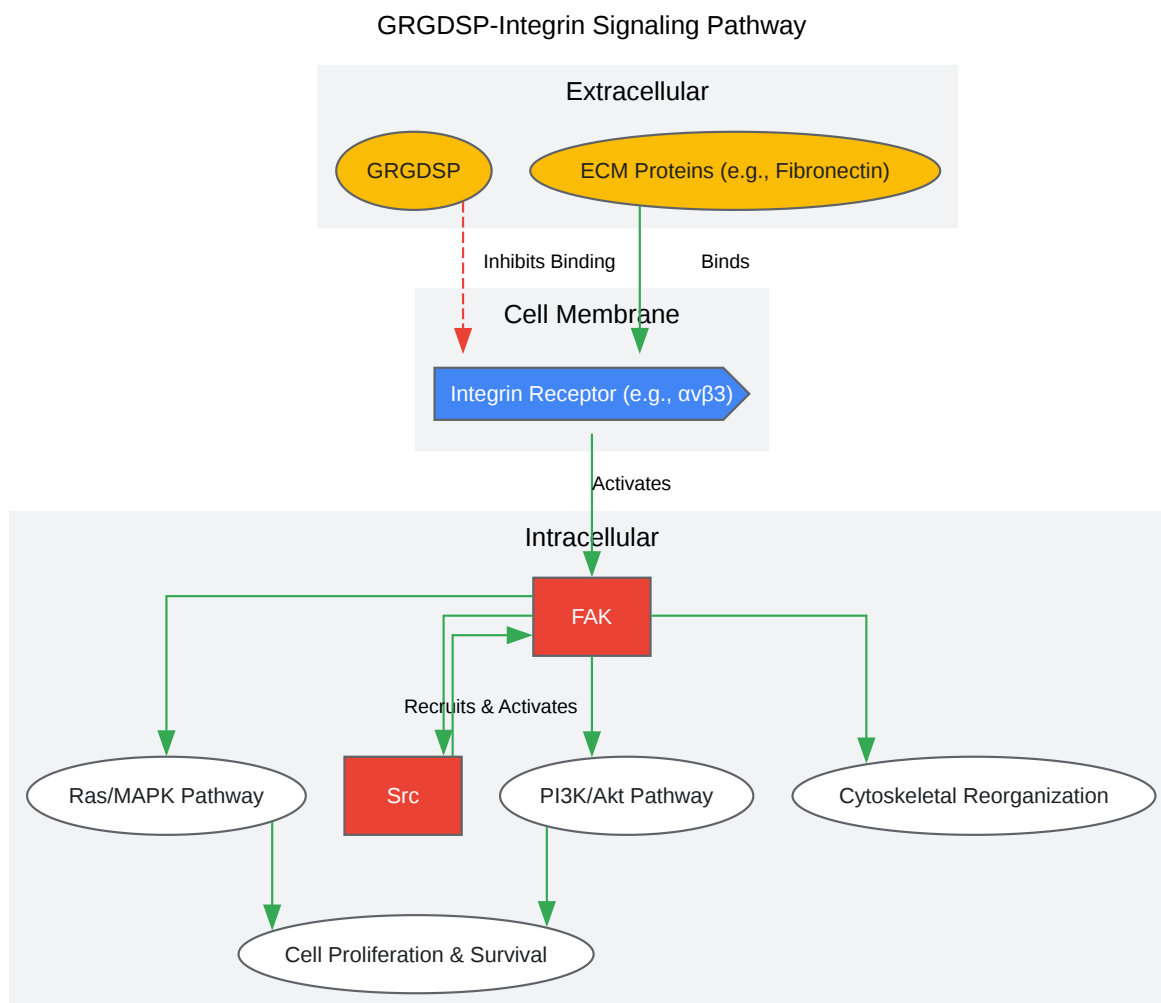 GRGDSP-Integrin Signaling Pathway
Extracellular
GRGDSP
ECM Proteins (e.g., Fibronectin)
Inhibits Binding
Binds
Cell Membrane
Integrin Receptor (e.g., αvβ3)
Activates
Intracellular
FAK
Recruits & Activates
Ras/MAPK Pathway
Src
PI3K/Akt Pathway
Cytoskeletal Reorganization
Cell Proliferation & Survival